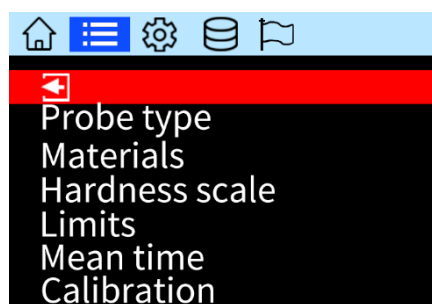 Probe type
Materials
Hardness scale
Limits
Mean time
Calibration